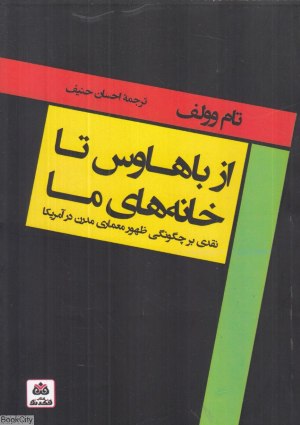 تام وولف
ترجمهٔ احسان حنیف
از باهاوس تا
خانه‌های ما
نقدی بر چگونگی ظهور معماری مدرن در آمریکا
BookCity